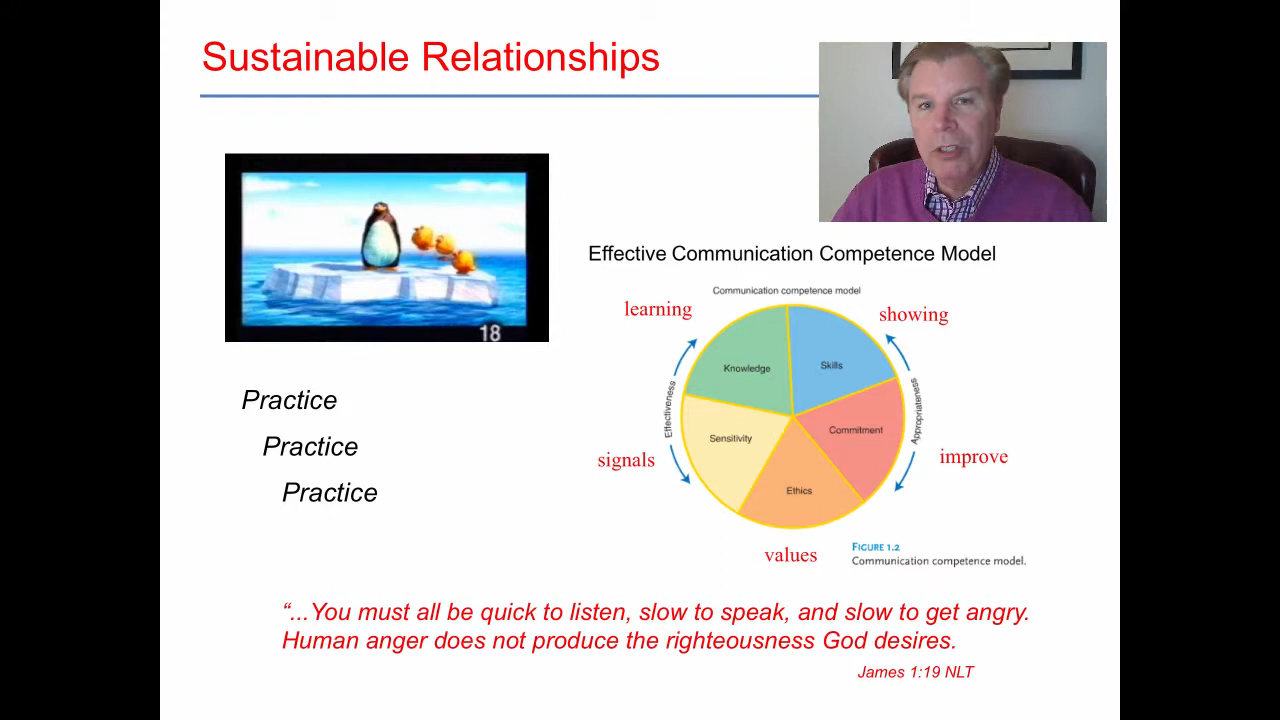 Sustainable Relationships
18
Practice
Practice
Practice
Effective Communication Competence Model
Communication competence model
learning
showing
Knowledge
Skills
Effectiveness
Appropriateness
Sensitivity
Commitment
signals
improve
Ethics
values
FIGURE 1.2
Communication competence model.
“...You must all be quick to listen, slow to speak, and slow to get angry.
Human anger does not produce the righteousness God desires.
James 1:19 NLT